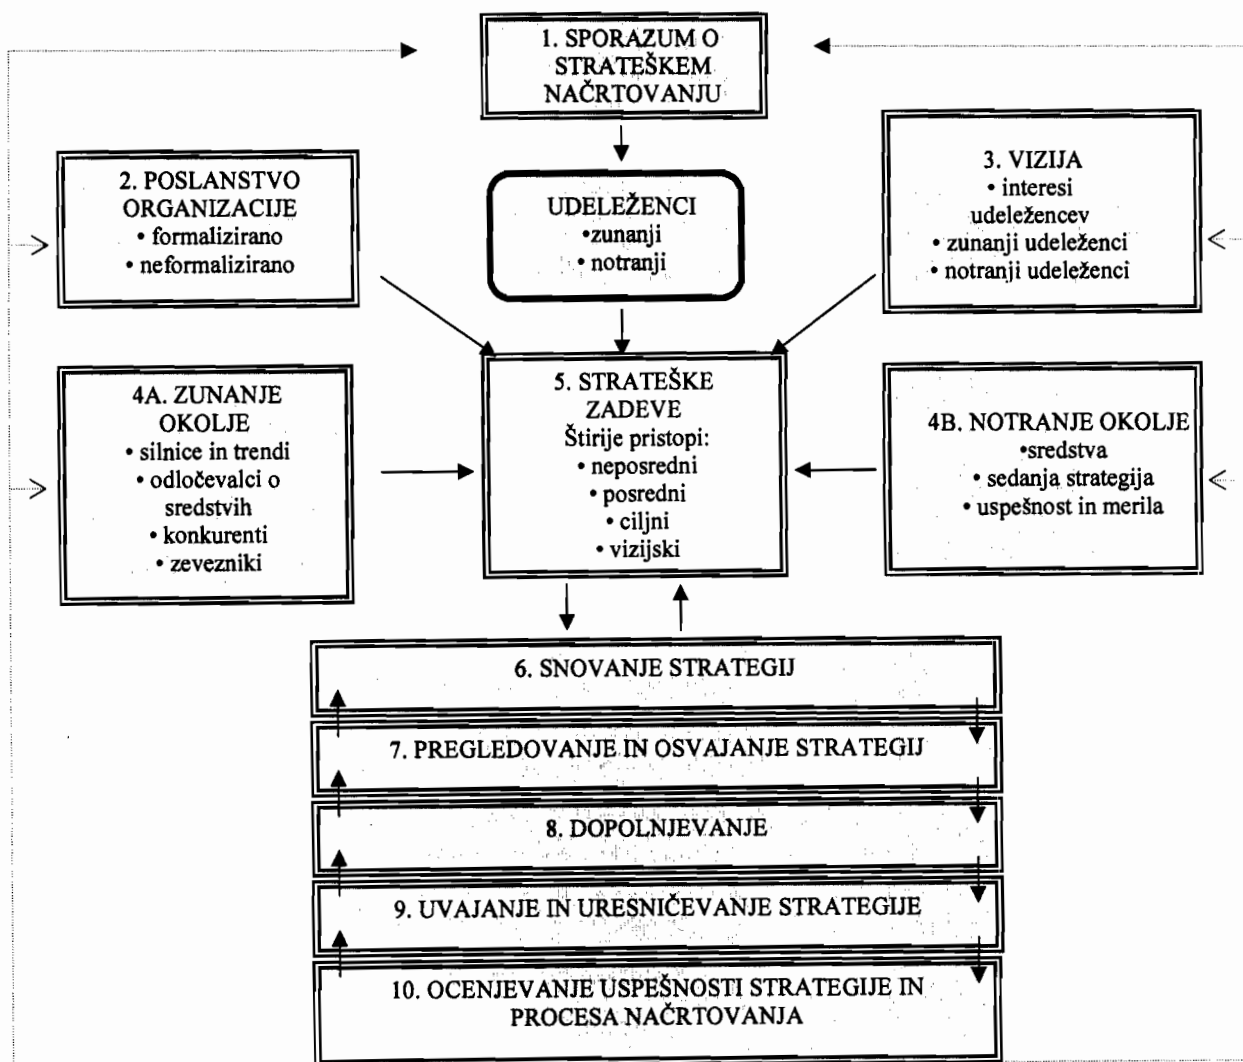 1. SPORAZUM O
STRATEŠKEM
NAČRTOVANJU
2. POSLANSTVO
ORGANIZACIJE
• formalizirano
• neformalizirano
UDELEŽENCI
•zunanji
• notranji
3. VIZIJA
• interesi
udeležencev
• zunanji udeleženci
• notranji udeleženci
4A. ZUNANJE
OKOLJE
• silnice in trendi
• odločevalci o
sredstvih
• konkurenti
• zevezniki
5. STRATEŠKE
ZADEVE
Štirije pristopi:
• neposredni
• posredni
• ciljni
• vizijski
4B. NOTRANJE OKOLJE
•sredstva
• sedanja strategija
• uspešnost in merila
6. SNOVANJE STRATEGIJ
7. PREGLEDOVANJE IN OSVAJANJE STRATEGIJ
8. DOPOLNJEVANJE
9. UVAJANJE IN URESNIČEVANJE STRATEGIJE
10. OCENJEVANJE USPEŠNOSTI STRATEGIJE IN
PROCESA NAČRTOVANJA